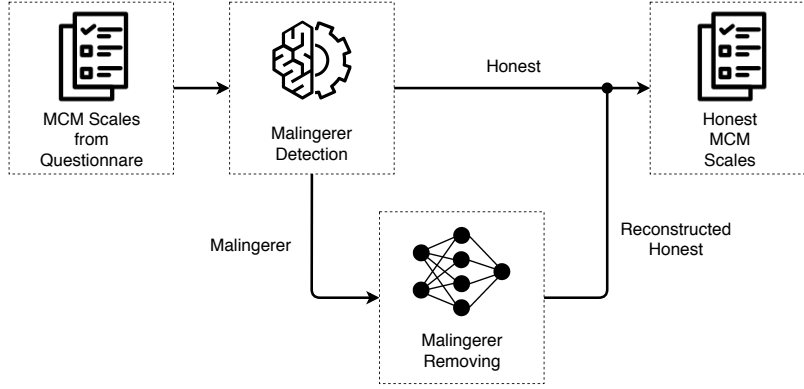 MCM Scales
from
Questionnare
Malingerer
Detection
Honest
Honest
MCM
Scales
Malingerer
Reconstructed
Honest
Malingerer
Removing